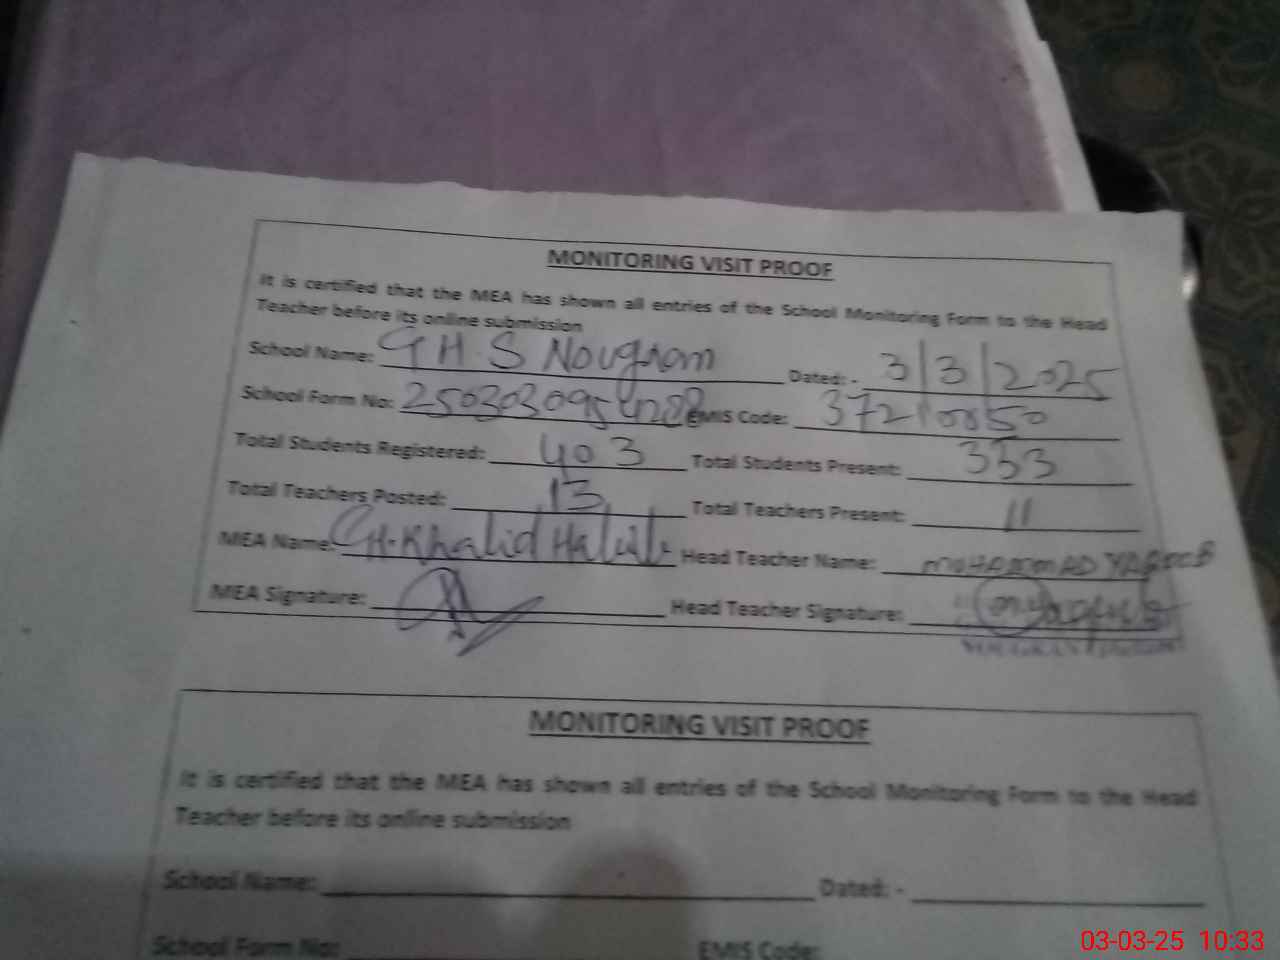 MONITORING VISIT PROOF
It is certified that the MEA has shown all entries of the School Monitoring Form to the Head
Teacher before its online submission
School Name: GHS Nougram Dated: - 3/3/2025
School Form No: EMIS Code: 37210850
Total Students Registered: 403 Total Students Present: 353
Total Teachers Posted: 13 Total Teachers Present: 11
MEA Name: CH. Khalid Habib Head Teacher Name: MOHAMMAD YAQOOB
MEA Signature: Head Teacher Signature:
MONITORING VISIT PROOF
It is certified that the MEA has shown all entries of the School Monitoring Form to the Head
Teacher before its online submission
School Name: Dated: -
School Form No: EMIS Code:
03-03-25 10:33